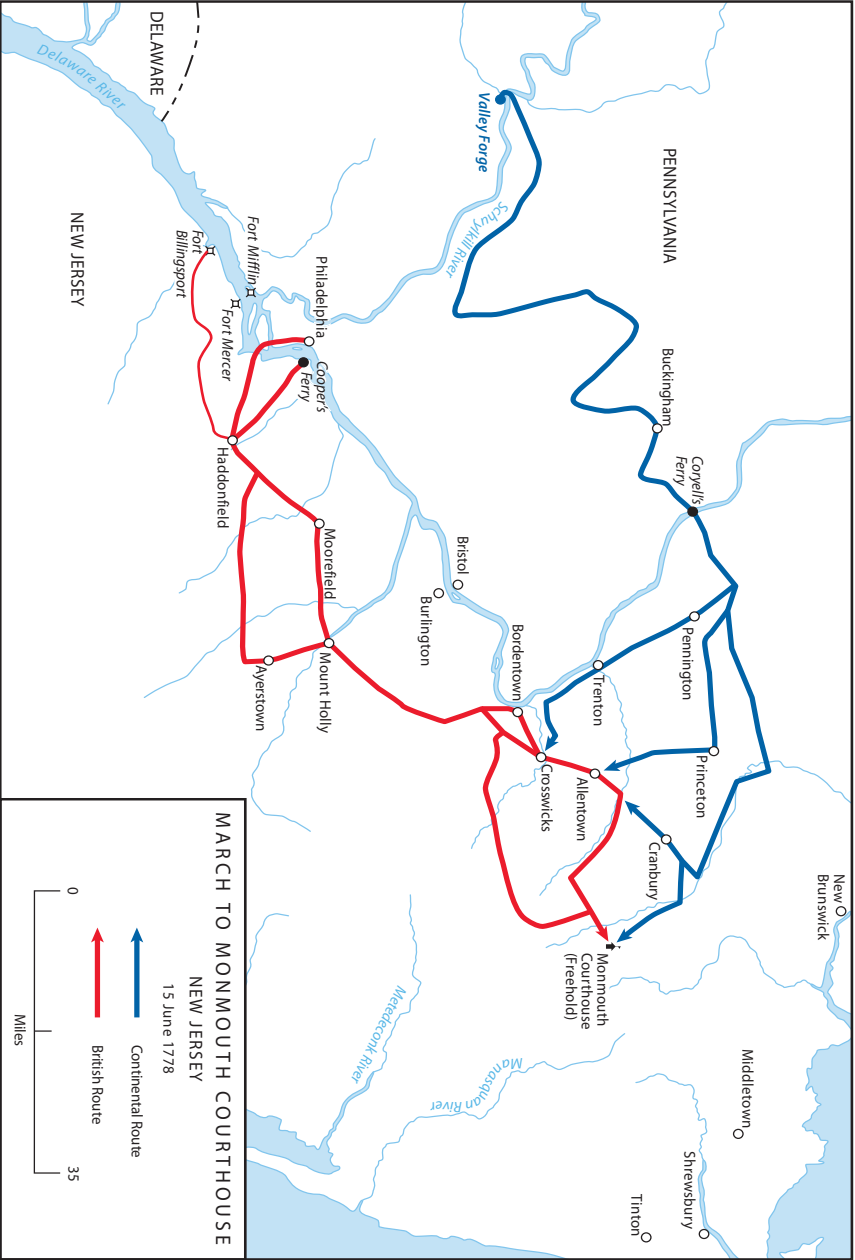 DELAWARE
Delaware River
NEW JERSEY
PENNSYLVANIA
Valley Forge
Schuylkill River
Fort Mifflin
Fort
Billingsport
Fort Mercer
Philadelphia
Cooper's
Ferry
Haddonfield
Moorefield
Mount Holly
Ayerstown
Buckingham
Coryell's
Ferry
Bristol
Burlington
Bordentown
Trenton
Pennington
Princeton
Crosswicks
Allentown
Cranbury
New
Brunswick
Monmouth
Courthouse
(Freehold)
Middletown
Shrewsbury
Tinton
Manasquan River
Metedeconk River
MARCH TO MONMOUTH COURTHOUSE
NEW JERSEY
15 June 1778
Continental Route
British Route
0
35
Miles